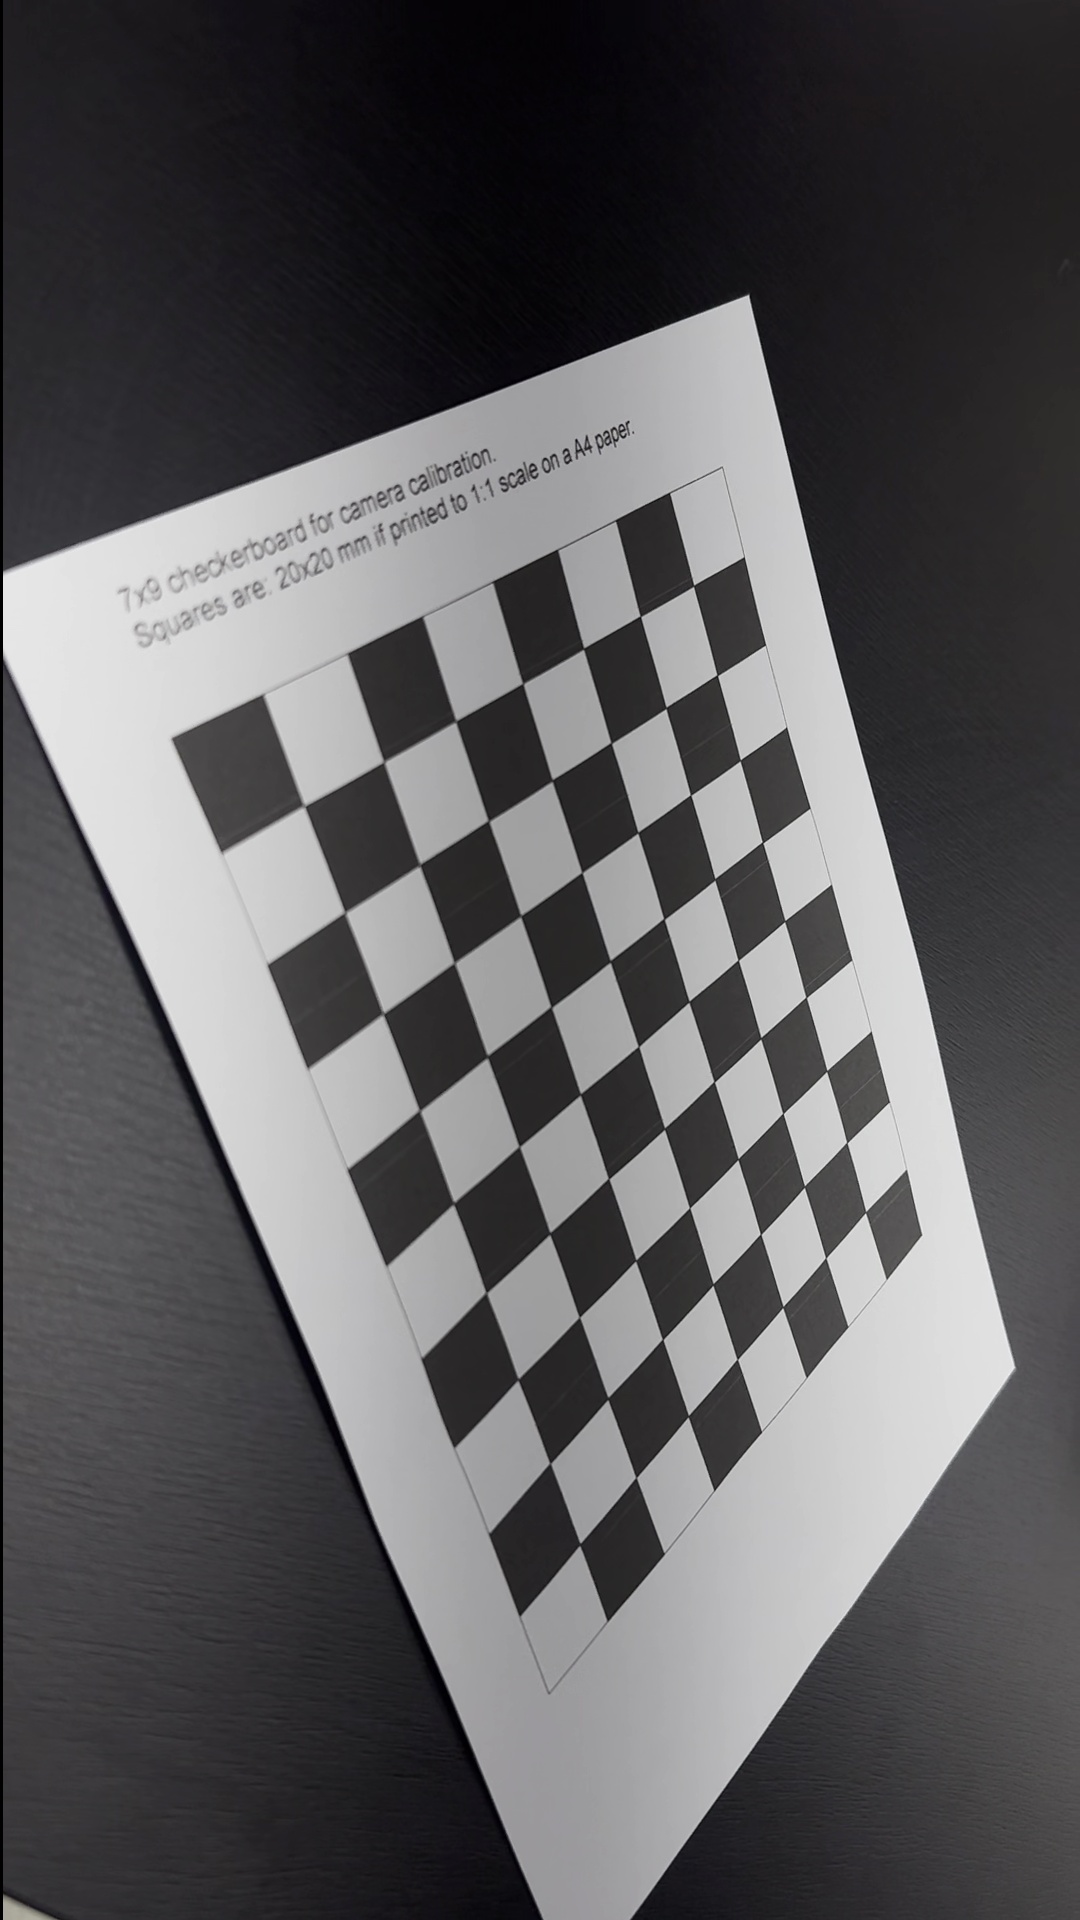 7x9 checkerboard for camera calibration.
Squares are: 20x20 mm if printed to 1:1 scale on a A4 paper.